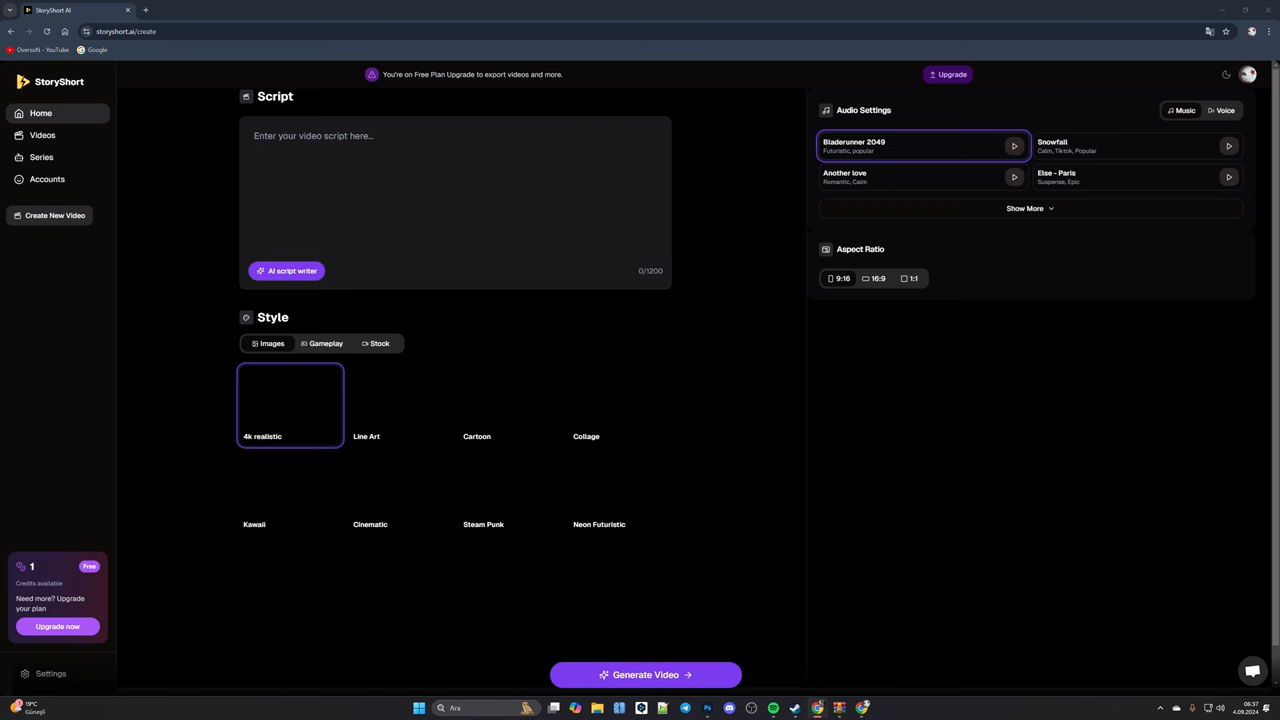 StoryShort AI
storyshort.ai/create
OversoN - YouTube
Google
StoryShort
You're on Free Plan Upgrade to export videos and more.
Upgrade
Home
Videos
Series
Accounts
Create New Video
Script
Enter your video script here...
AI script writer
0/1200
Style
Images
Gameplay
Stock
4k realistic
Line Art
Cartoon
Collage
Kawaii
Cinematic
Steam Punk
Neon Futuristic
Generate Video
Audio Settings
Music
Voice
Bladerunner 2049
Futuristic, popular
Snowfall
Calm, Tiktok, Popular
Another love
Romantic, Calm
Else - Paris
Suspense, Epic
Show More
Aspect Ratio
9:16
16:9
1:1
1
Free
Credits available
Need more? Upgrade
your plan
Upgrade now
Settings
19°C
Güneşli
Ara
06:37
4.09.2024